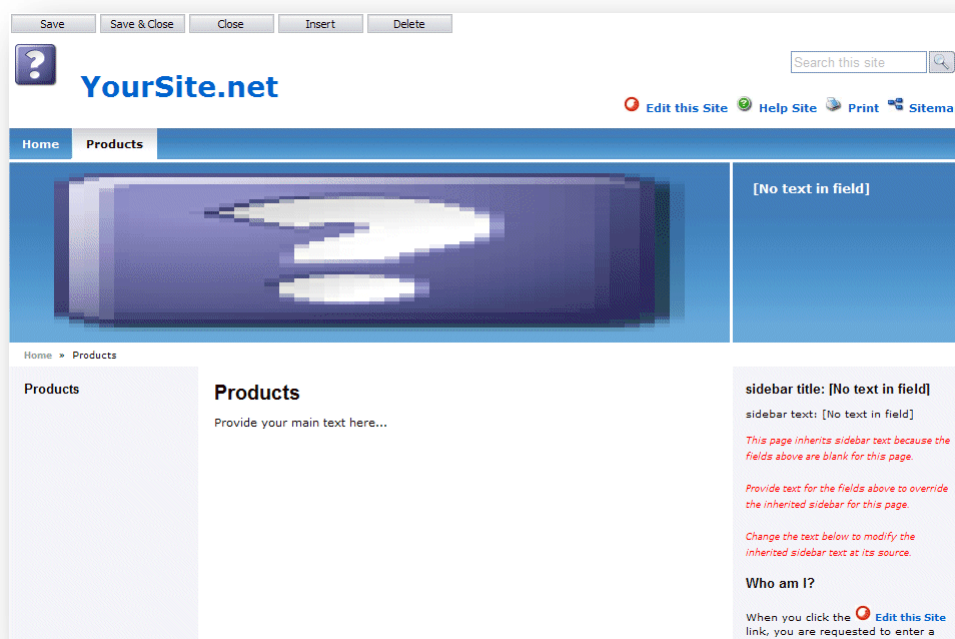 Save Save & Close Close Insert Delete
YourSite.net
Search this site
Edit this Site Help Site Print Sitema
Home Products
[No text in field]
Home » Products
Products
Products
Provide your main text here...
sidebar title: [No text in field]
sidebar text: [No text in field]
This page inherits sidebar text because the
fields above are blank for this page.
Provide text for the fields above to override
the inherited sidebar for this page.
Change the text below to modify the
inherited sidebar text at its source.
Who am I?
When you click the Edit this Site
link, you are requested to enter a